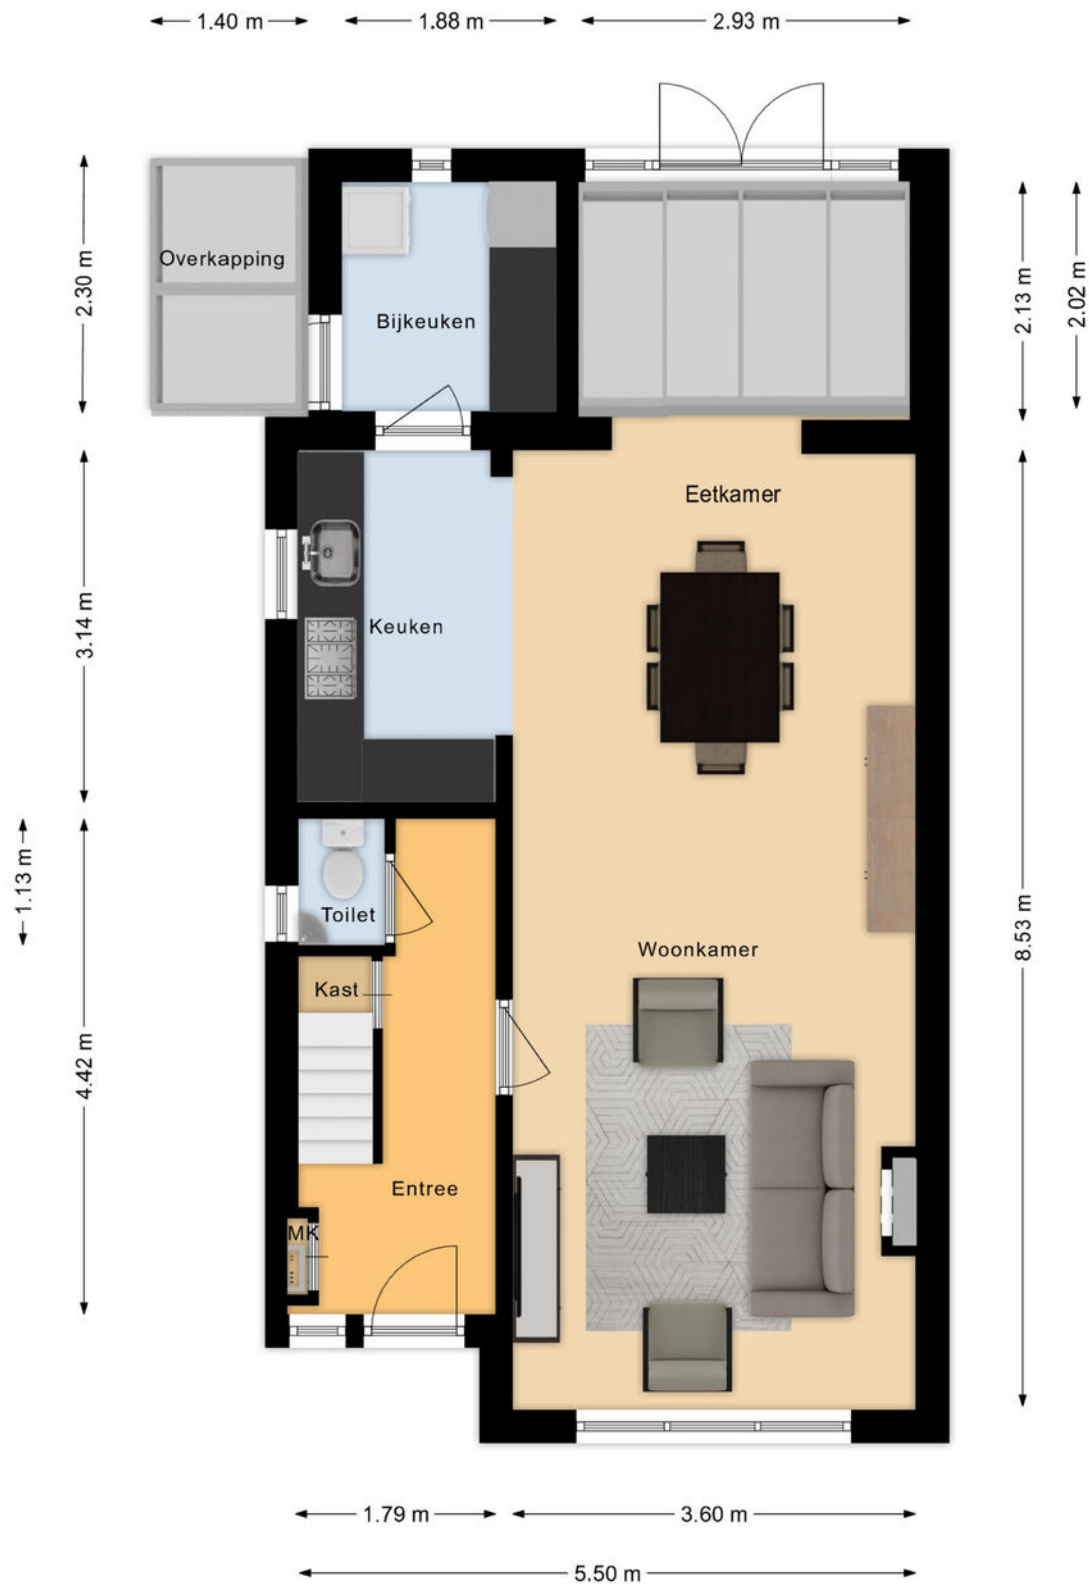 1.40 m
1.88 m
2.93 m
2.30 m
Overkapping
Bijkeuken
2.13 m
2.02 m
3.14 m
Keuken
Eetkamer
1.13 m
Toilet
Kast
4.42 m
Entree
MK
Woonkamer
8.53 m
1.79 m
3.60 m
5.50 m